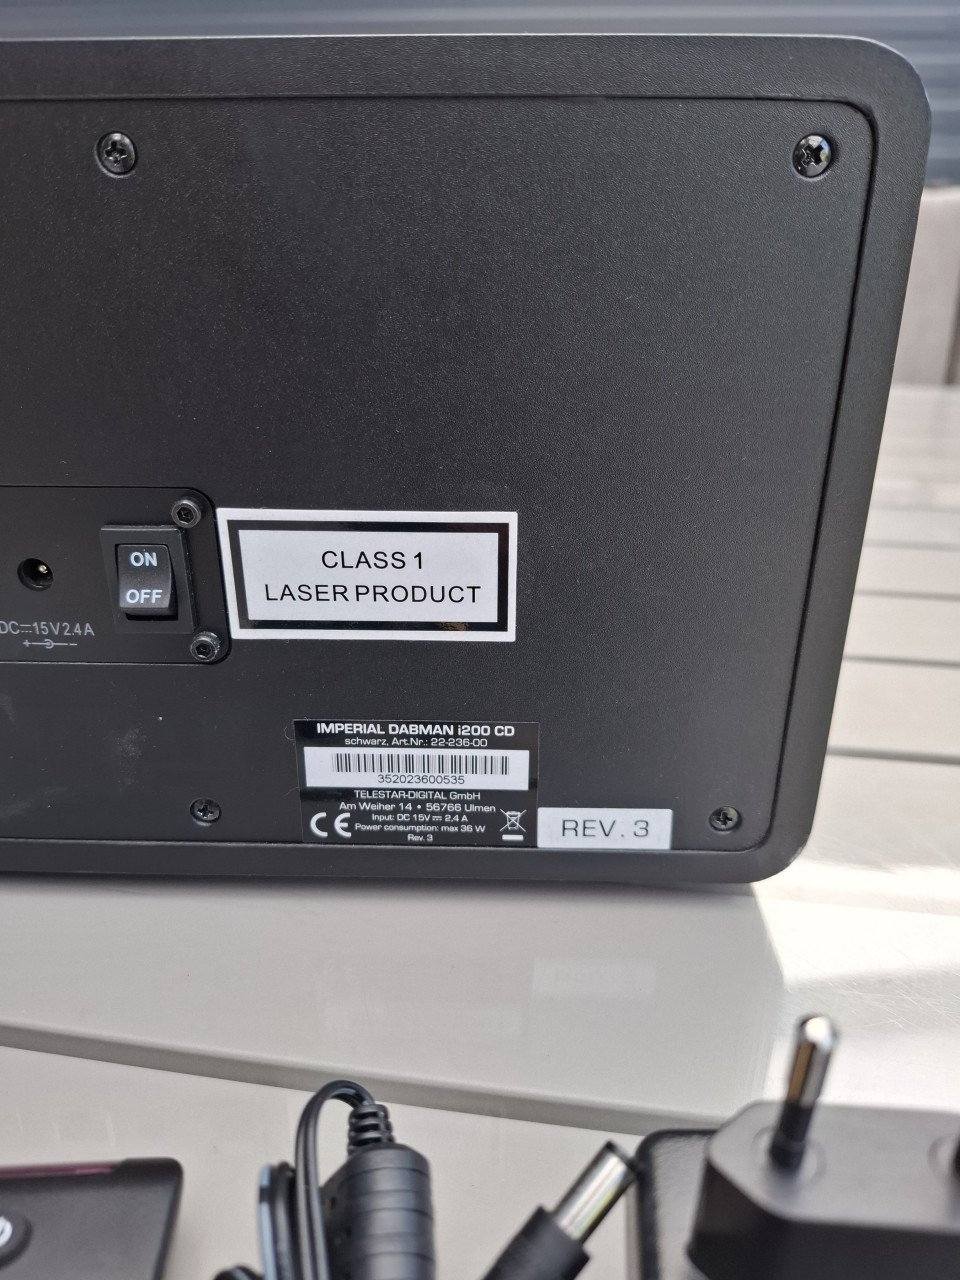 ON
OFF
DC⎓15V2.4A
+ -
CLASS 1
LASER PRODUCT
IMPERIAL DABMAN i200 CD
schwarz, Art.Nr.: 22-236-00
352023600535
TELESTAR-DIGITAL GmbH
Am Weiher 14 • 56766 Ulmen
Input: DC 15V ⎓ 2,4 A
Power consumption: max 36 W
Rev. 3
CE
REV. 3